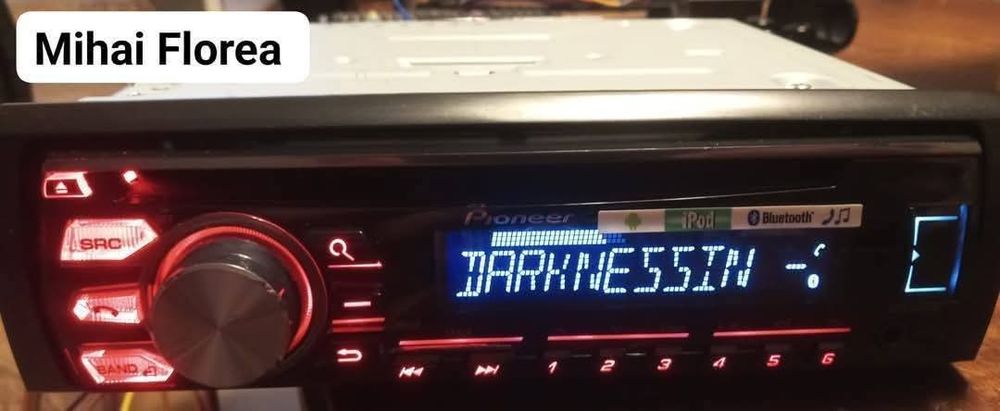 Mihai Florea
Pioneer
iPod
Bluetooth
SRC
DARKNESSIN
BAND
1 2 3 4 5 6